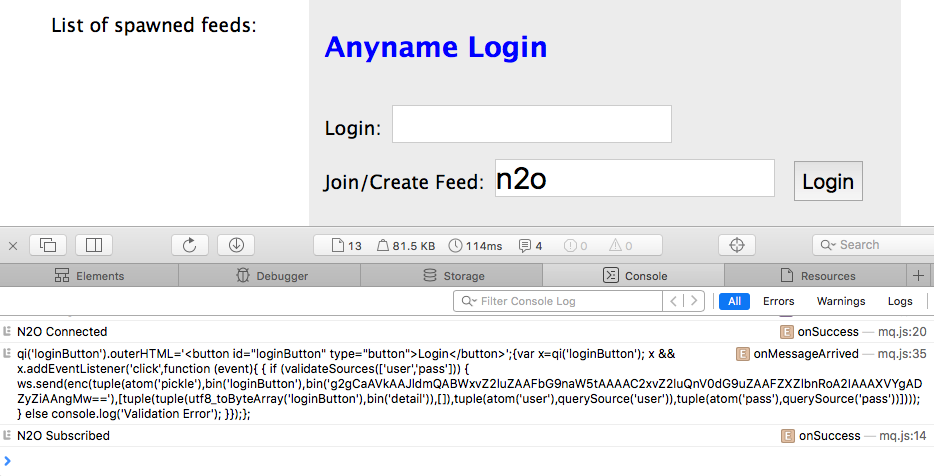 List of spawned feeds:
Anyname Login
Login:
Join/Create Feed: n2o Login
13 81.5 KB 114ms 4 0 0 Search
Elements Debugger Storage Console Resources
Filter Console Log All Errors Warnings Logs
N2O Connected onSuccess — mq.js:20
qi('loginButton').outerHTML='<button id="loginButton" type="button">Login</button>';{var x=qi('loginButton'); x && E onMessageArrived — mq.js:35
x.addEventListener('click',function (event){ { if (validateSources(['user','pass'])) {
ws.send(enc(tuple(atom('pickle'),bin('loginButton'),bin('g2gCaAVkAAJldmQABWxvZ2luZAAFbG9naW5tAAAAC2xvZ2luQnV0dG9uZAAFZXZlbnRoA2IAAAXVYgAD
ZyZiAAngMw=='),[tuple(tuple(utf8_toByteArray('loginButton'),bin('detail')),[]),tuple(atom('user'),querySource('user')),tuple(atom('pass'),querySource('pass'))])));
} else console.log('Validation Error'); }});};
N2O Subscribed E onSuccess — mq.js:14